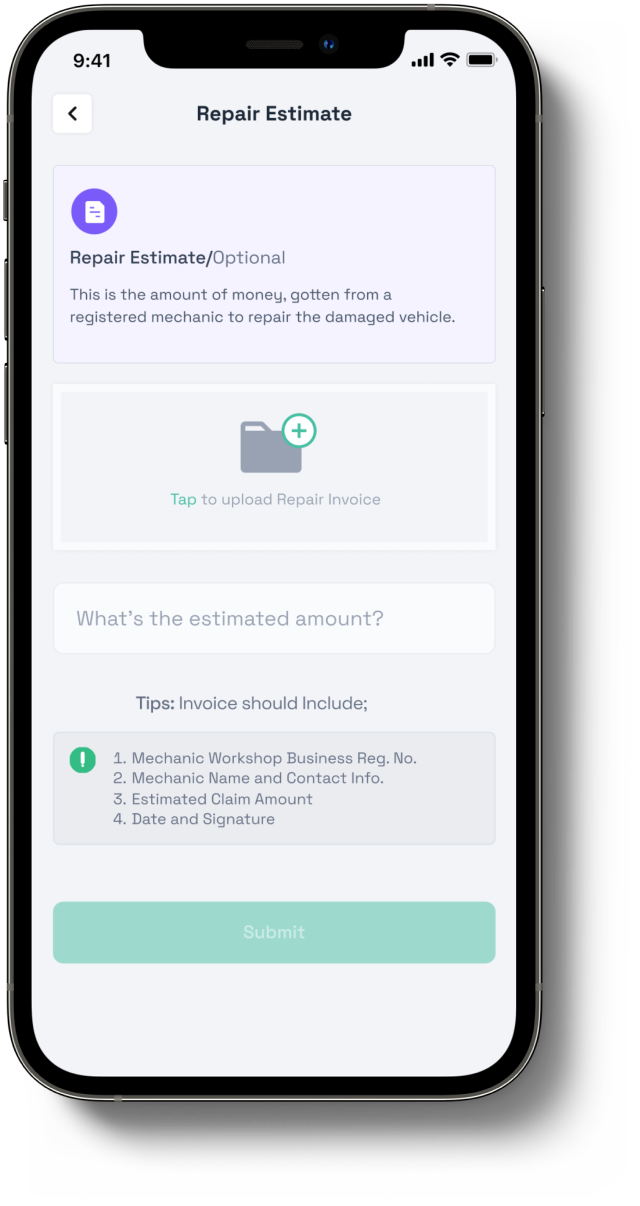 9:41
Repair Estimate
Repair Estimate/Optional
This is the amount of money, gotten from a
registered mechanic to repair the damaged vehicle.
Tap to upload Repair Invoice
What's the estimated amount?
Tips: Invoice should Include;
1. Mechanic Workshop Business Reg. No.
2. Mechanic Name and Contact Info.
3. Estimated Claim Amount
4. Date and Signature
Submit